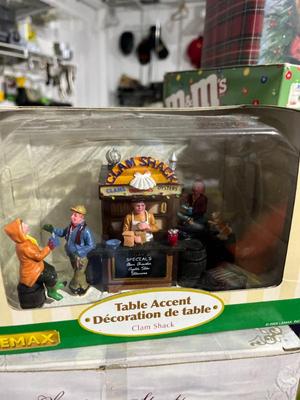 m&m's
CLAM SHACK
CLAMS OYSTERS
SPECIALS
Table Accent
Décoration de table
Clam Shack
EMAX